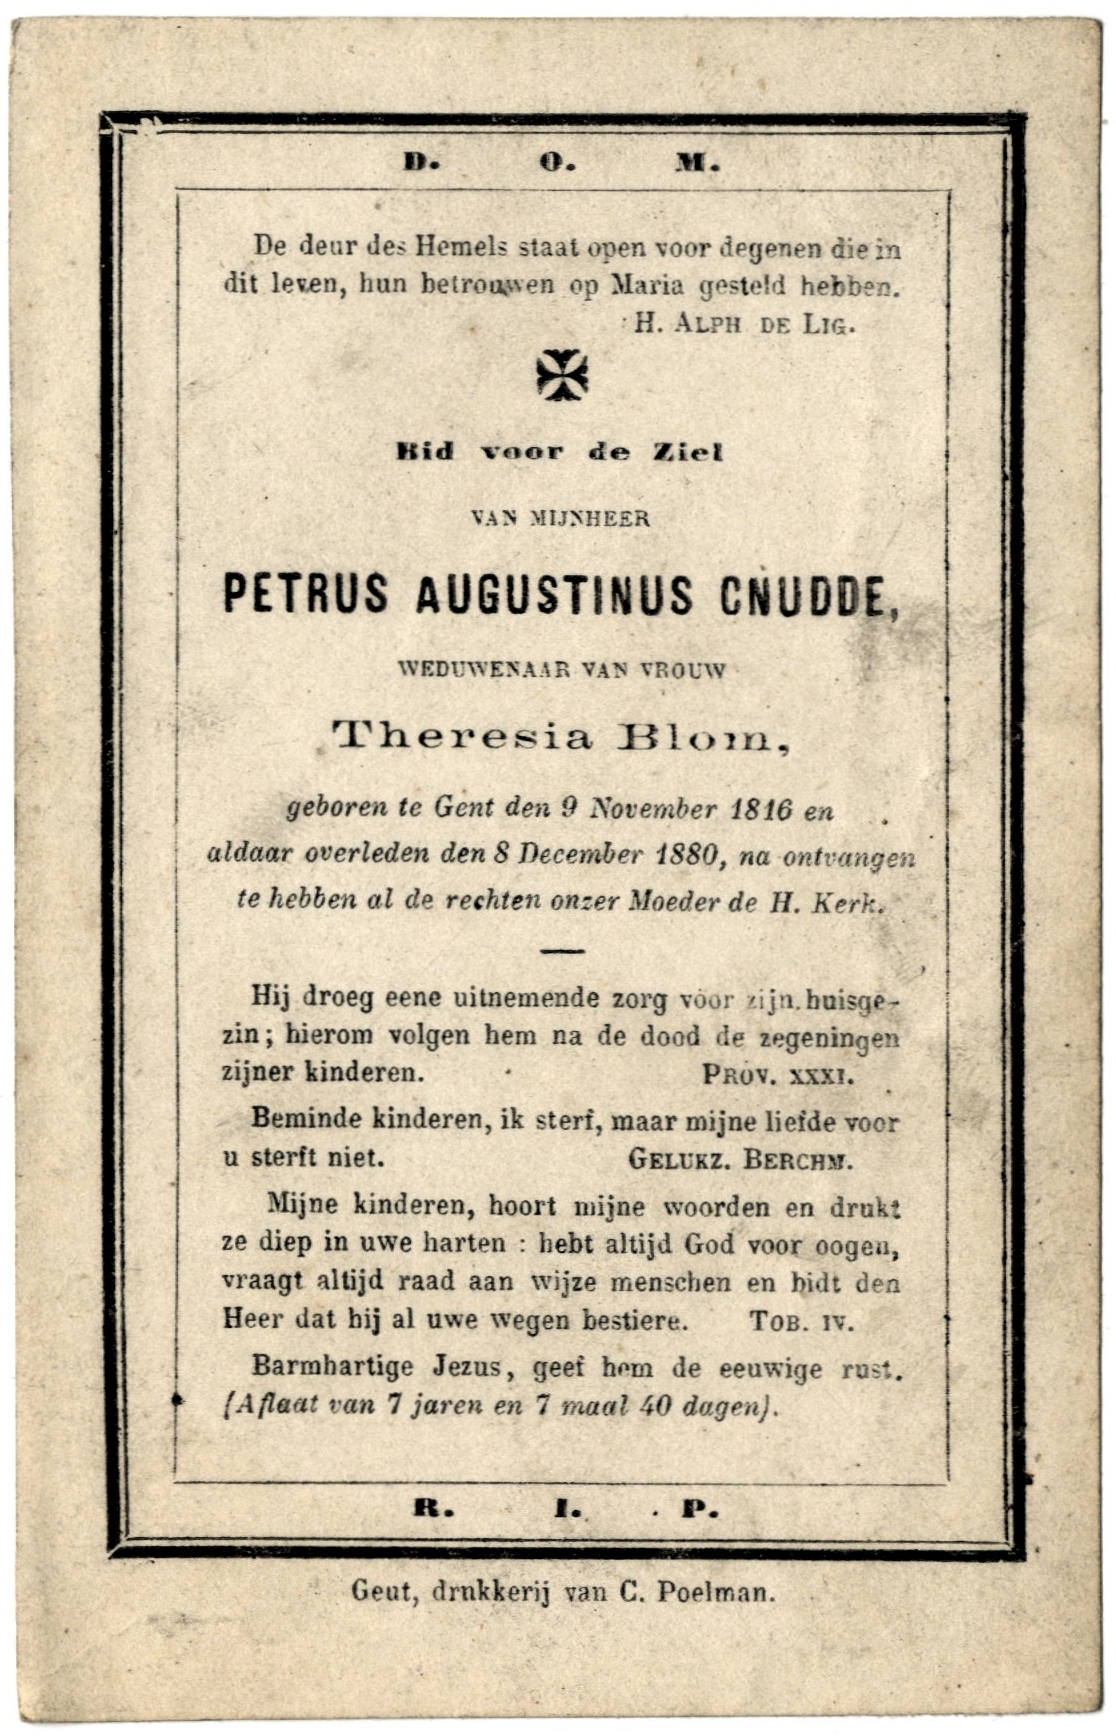 D. O. M.
De deur des Hemels staat open voor degenen die in
dit leven, hun betrouwen op Maria gesteld hebben.
H. ALPH DE LIG.
Bid voor de Ziel
VAN MIJNHEER
PETRUS AUGUSTINUS CNUDDE,
WEDUWENAAR VAN VROUW
Theresia Blom,
geboren te Gent den 9 November 1816 en
aldaar overleden den 8 December 1880, na ontvangen
te hebben al de rechten onzer Moeder de H. Kerk.
Hij droeg eene uitnemende zorg voor zijn huisge-
zin; hierom volgen hem na de dood de zegeningen
zijner kinderen. PROV. XXXI.
Beminde kinderen, ik sterf, maar mijne liefde voor
u sterft niet. GELUKZ. BERCHM.
Mijne kinderen, hoort mijne woorden en drukt
ze diep in uwe harten : hebt altijd God voor oogen,
vraagt altijd raad aan wijze menschen en bidt den
Heer dat hij al uwe wegen bestiere. TOB. IV.
Barmhartige Jezus, geef hem de eeuwige rust.
(Aflaat van 7 jaren en 7 maal 40 dagen).
R. I. P.
Gent, drukkerij van C. Poelman.